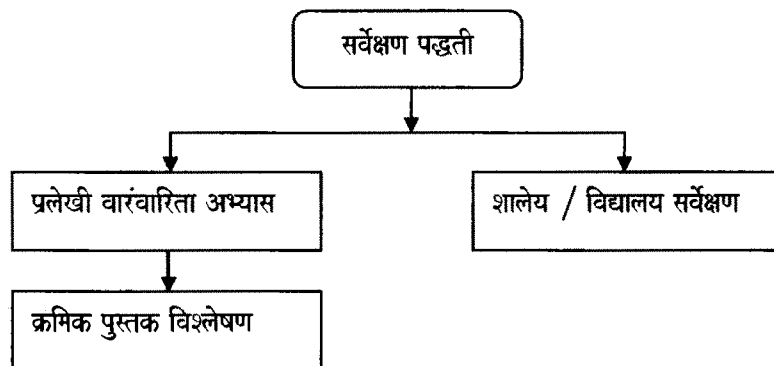 सर्वेक्षण पद्धती
प्रलेखी वारंवारिता अभ्यास
शालेय / विद्यालय सर्वेक्षण
क्रमिक पुस्तक विश्लेषण